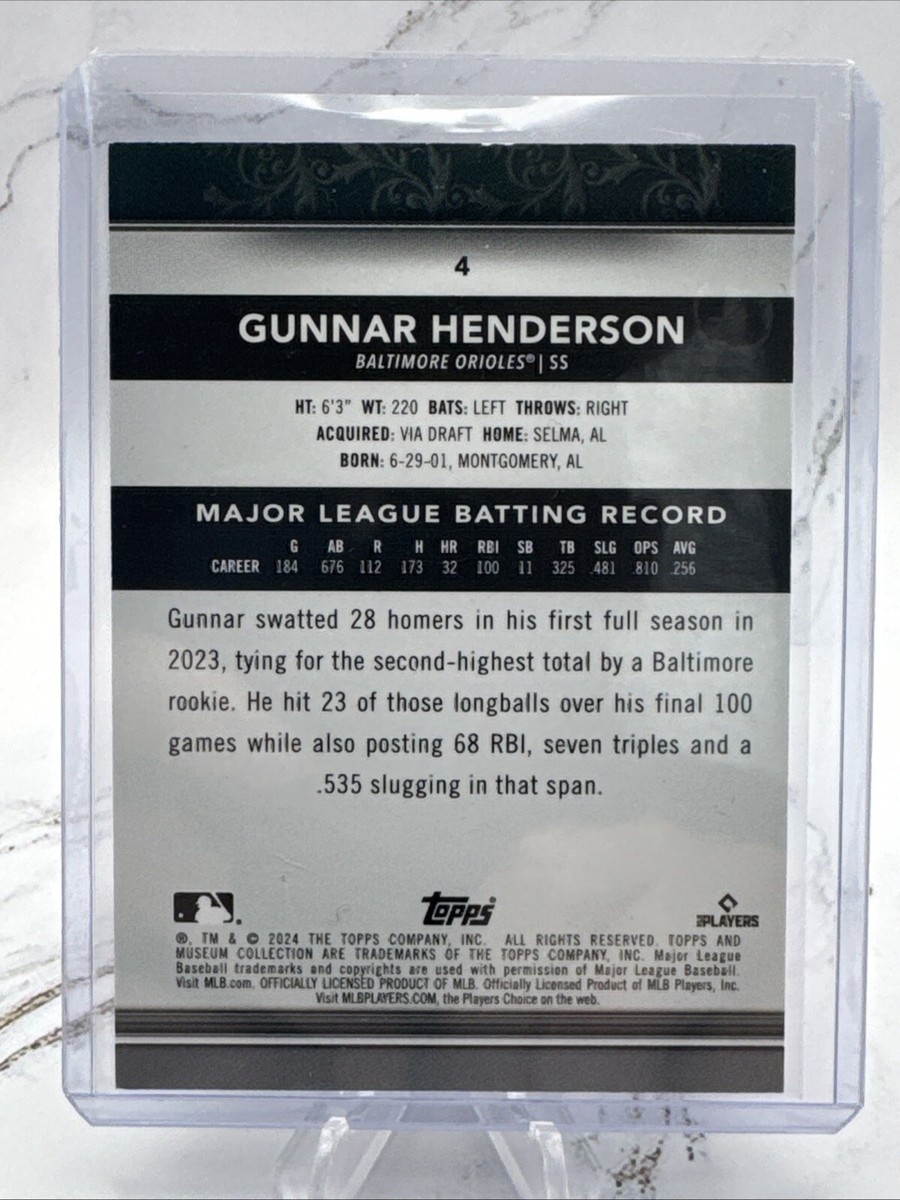 4
GUNNAR HENDERSON
BALTIMORE ORIOLES® | SS
HT: 6'3" WT: 220 BATS: LEFT THROWS: RIGHT
ACQUIRED: VIA DRAFT HOME: SELMA, AL
BORN: 6-29-01, MONTGOMERY, AL
MAJOR LEAGUE BATTING RECORD
G AB R H HR RBI SB TB SLG OPS AVG
CAREER 184 676 112 173 32 100 11 325 .481 .810 .256
Gunnar swatted 28 homers in his first full season in
2023, tying for the second-highest total by a Baltimore
rookie. He hit 23 of those longballs over his final 100
games while also posting 68 RBI, seven triples and a
.535 slugging in that span.
topps
PLAYERS
®, TM & © 2024 THE TOPPS COMPANY, INC. ALL RIGHTS RESERVED. TOPPS AND
MUSEUM COLLECTION ARE TRADEMARKS OF THE TOPPS COMPANY, INC. Major League
Baseball trademarks and copyrights are used with permission of Major League Baseball.
Visit MLB.com. OFFICIALLY LICENSED PRODUCT OF MLB. Officially Licensed Product of MLB Players, Inc.
Visit MLBPLAYERS.COM, the Players Choice on the web.